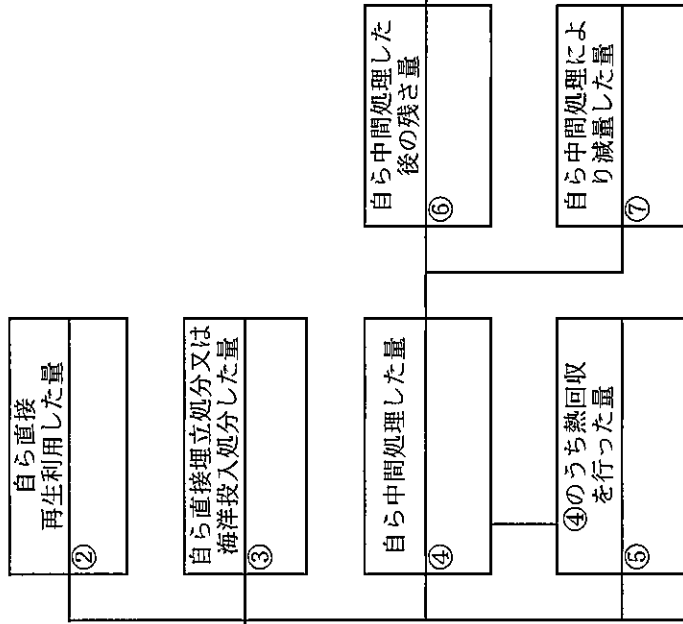 自ら直接
再生利用した量
②
自ら直接埋立処分又は
海洋投入処分した量
③
自ら中間処理した量
④
④のうち熱回収
を行った量
⑤
自ら中間処理した
後の残さ量
⑥
自ら中間処理によ
り減量した量
⑦